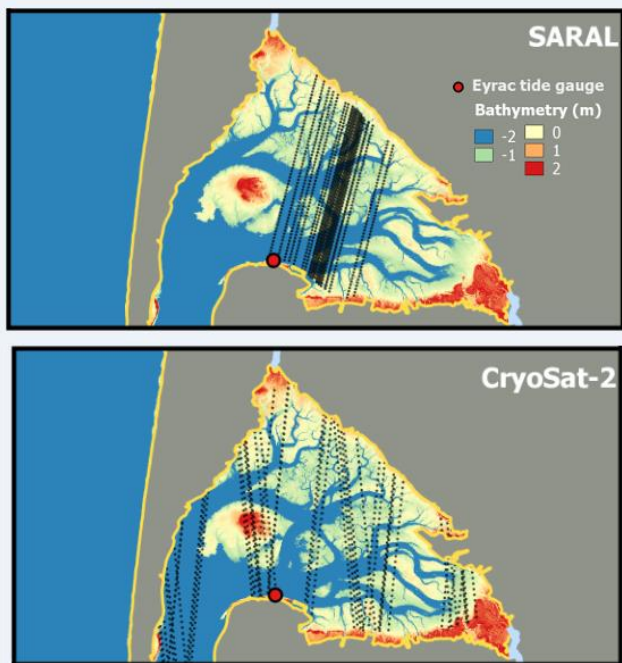 SARAL
Eyrac tide gauge
Bathymetry (m)
-2 0
-1 1
2
CryoSat-2